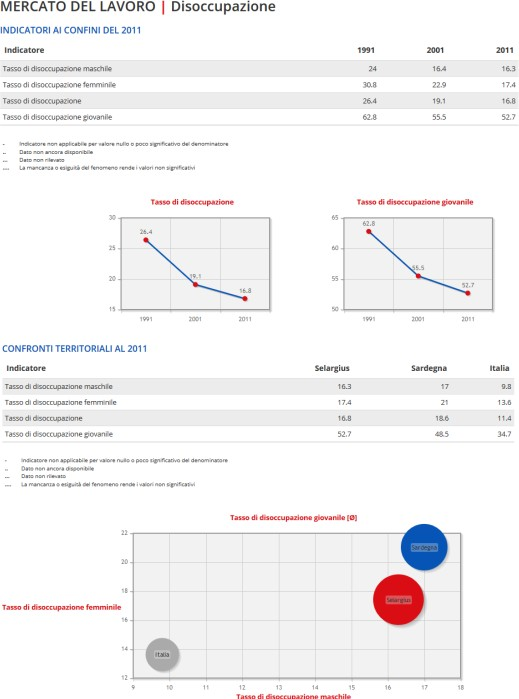 MERCATO DEL LAVORO | Disoccupazione
INDICATORI AI CONFINI DEL 2011
Indicatore 1991 2001 2011
Tasso di disoccupazione maschile 24 16.4 16.3
Tasso di disoccupazione femminile 30.8 22.9 17.4
Tasso di disoccupazione 26.4 19.1 16.8
Tasso di disoccupazione giovanile 62.8 55.5 52.7
- Indicatore non applicabile per valore nullo o poco significativo del denominatore
.. Dato non ancora disponibile
... Dato non rilevato
.... La mancanza o esiguità del fenomeno rende i valori non significativi
Tasso di disoccupazione
30
25
20
15
26.4
19.1
16.8
1991 2001 2011
Tasso di disoccupazione giovanile
65
60
55
50
62.8
55.5
52.7
1991 2001 2011
CONFRONTI TERRITORIALI AL 2011
Indicatore Selargius Sardegna Italia
Tasso di disoccupazione maschile 16.3 17 9.8
Tasso di disoccupazione femminile 17.4 21 13.6
Tasso di disoccupazione 16.8 18.6 11.4
Tasso di disoccupazione giovanile 52.7 48.5 34.7
- Indicatore non applicabile per valore nullo o poco significativo del denominatore
.. Dato non ancora disponibile
... Dato non rilevato
.... La mancanza o esiguità del fenomeno rende i valori non significativi
Tasso di disoccupazione giovanile [Ø]
22
20
18
16
14
12
Tasso di disoccupazione femminile
Sardegna
Selargius
Italia
9 10 11 12 13 14 15 16 17 18
Tasso di disoccupazione maschile